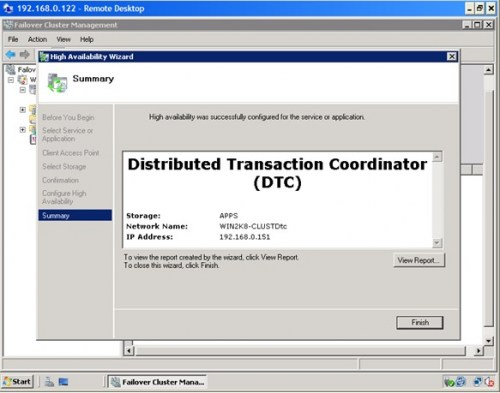 192.168.0.122 - Remote Desktop
Failover Cluster Management
File Action View Help
High Availability Wizard
Failov
W
Summary
Before You Begin
Select Service or
Application
Client Access Point
Select Storage
Confirmation
Configure High
Availability
Summary
High availability was successfully configured for the service or application.
Distributed Transaction Coordinator
(DTC)
Storage: APPS
Network Name: WIN2K8-CLUSTDtc
IP Address: 192.168.0.151
To view the report created by the wizard, click View Report.
To close this wizard, click Finish.
View Report...
Finish
Start
Failover Cluster Mana...